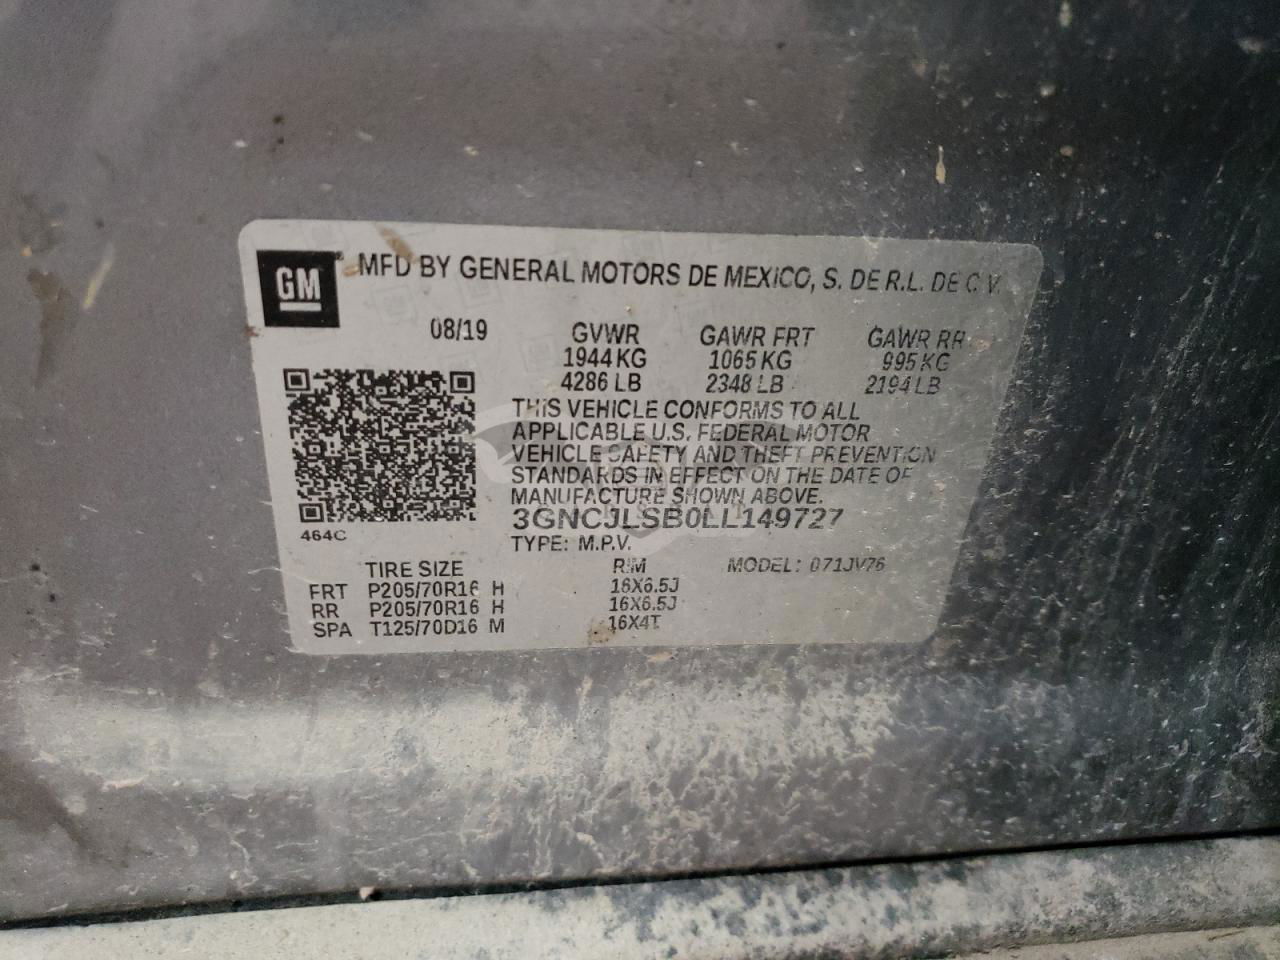 GM
MFD BY GENERAL MOTORS DE MEXICO, S. DE R.L. DE C.V.
08/19 GVWR GAWR FRT GAWR RR
1944 KG 1065 KG 995 KG
4286 LB 2348 LB 2194 LB
THIS VEHICLE CONFORMS TO ALL
APPLICABLE U.S. FEDERAL MOTOR
VEHICLE SAFETY AND THEFT PREVENTION
STANDARDS IN EFFECT ON THE DATE OF
MANUFACTURE SHOWN ABOVE.
3GNCJLSB0LL149727
464C
TYPE: M.P.V.
TIRE SIZE RIM MODEL: 071JV76
FRT P205/70R16 H 16X6.5J
RR P205/70R16 H 16X6.5J
SPA T125/70D16 M 16X4T